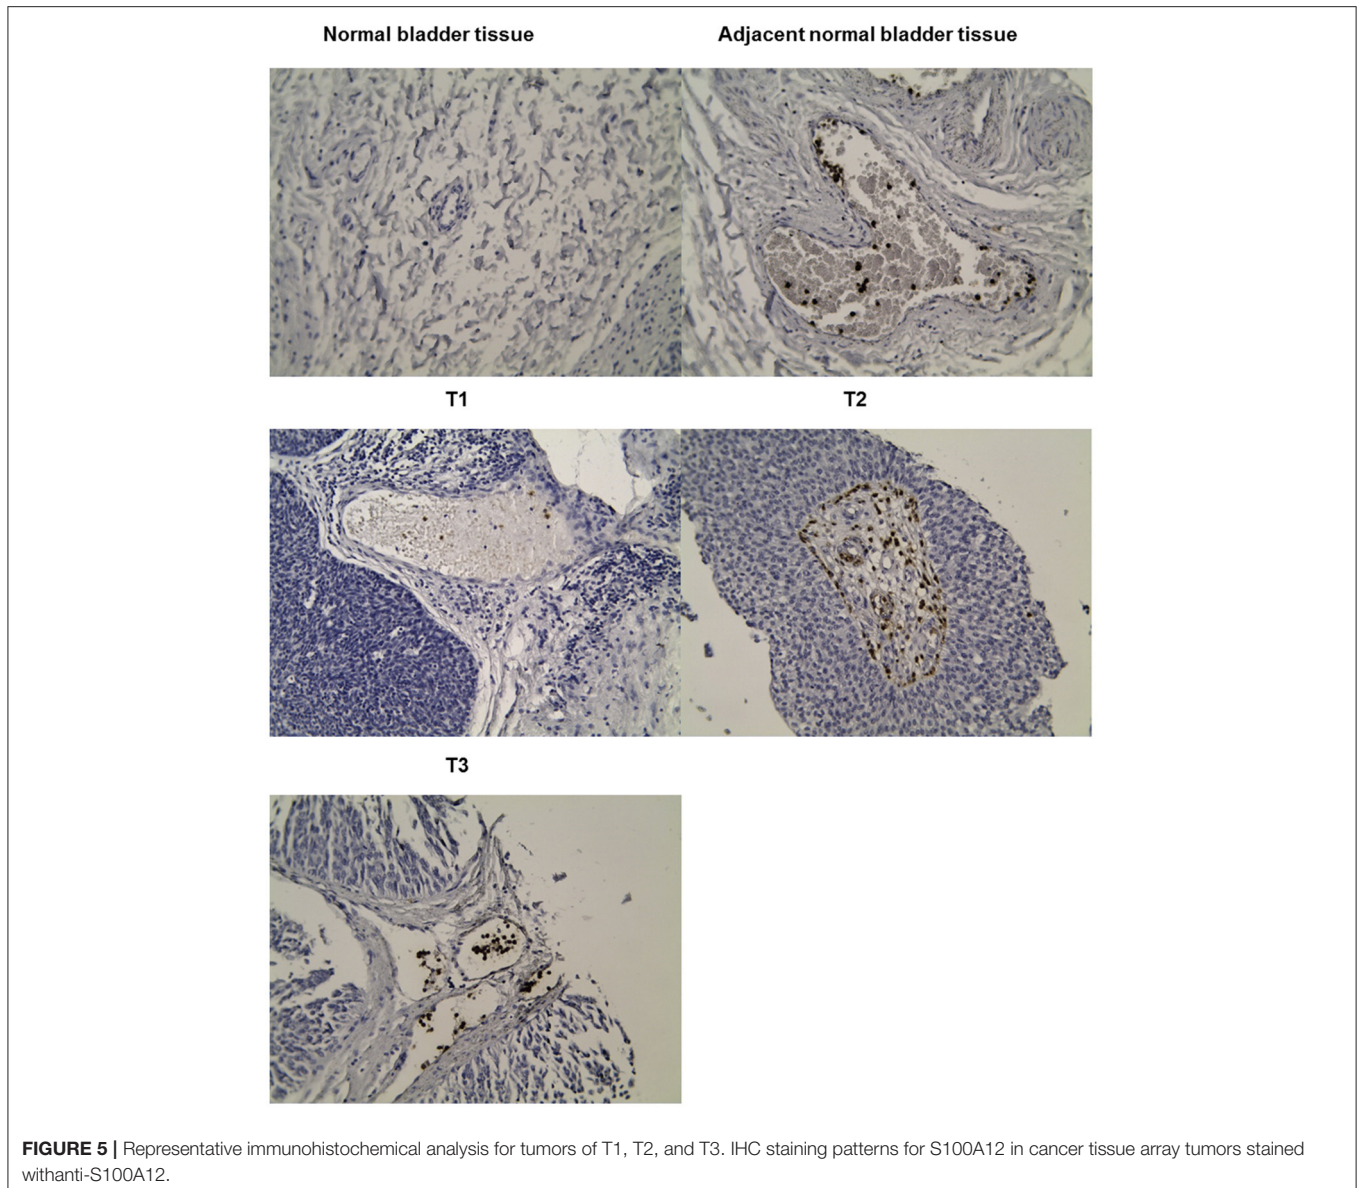 Normal bladder tissue
Adjacent normal bladder tissue
T1
T2
T3
FIGURE 5 | Representative immunohistochemical analysis for tumors of T1, T2, and T3. IHC staining patterns for S100A12 in cancer tissue array tumors stained
withanti-S100A12.